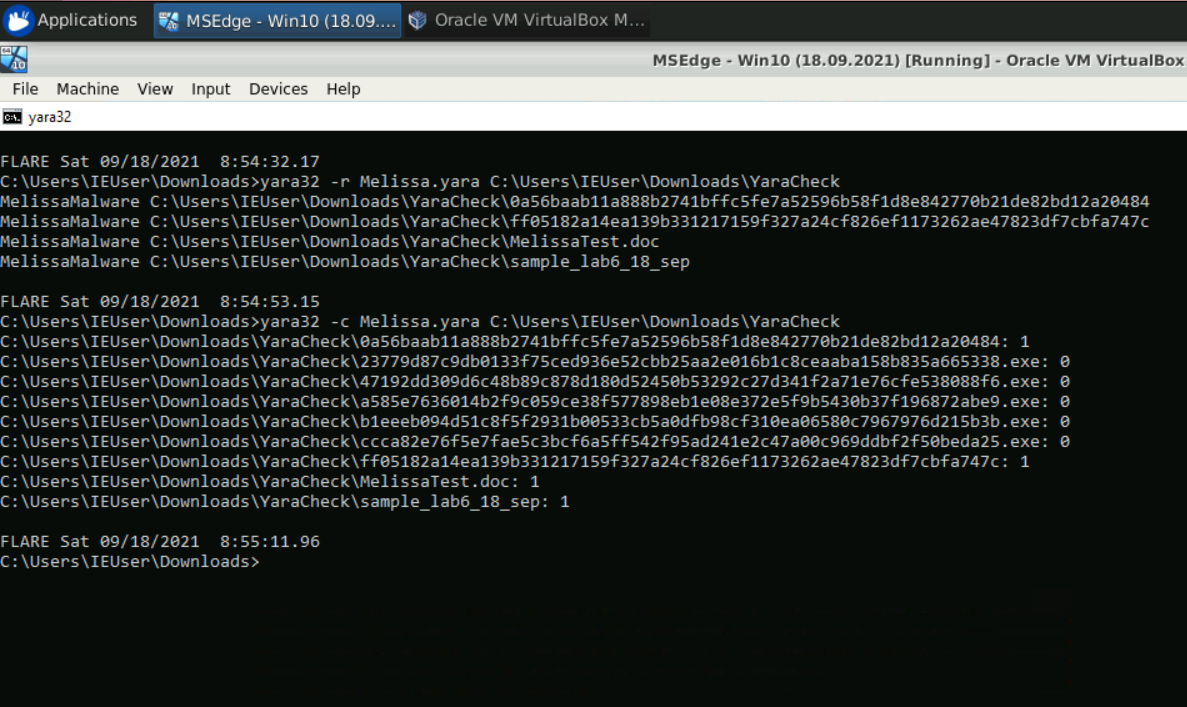 Applications MSEdge - Win10 (18.09.... Oracle VM VirtualBox M...
MSEdge - Win10 (18.09.2021) [Running] - Oracle VM VirtualBox
File Machine View Input Devices Help
yara32
FLARE Sat 09/18/2021  8:54:32.17
C:\Users\IEUser\Downloads>yara32 -r Melissa.yara C:\Users\IEUser\Downloads\YaraCheck
MelissaMalware C:\Users\IEUser\Downloads\YaraCheck\0a56baab11a888b2741bffc5fe7a52596b58f1d8e842770b21de82bd12a20484
MelissaMalware C:\Users\IEUser\Downloads\YaraCheck\ff05182a14ea139b331217159f327a24cf826ef1173262ae47823df7cbfa747c
MelissaMalware C:\Users\IEUser\Downloads\YaraCheck\MelissaTest.doc
MelissaMalware C:\Users\IEUser\Downloads\YaraCheck\sample_lab6_18_sep
FLARE Sat 09/18/2021  8:54:53.15
C:\Users\IEUser\Downloads>yara32 -c Melissa.yara C:\Users\IEUser\Downloads\YaraCheck
C:\Users\IEUser\Downloads\YaraCheck\0a56baab11a888b2741bffc5fe7a52596b58f1d8e842770b21de82bd12a20484: 1
C:\Users\IEUser\Downloads\YaraCheck\23779d87c9db0133f75ced936e52cbb25aa2e016b1c8ceaaba158b835a665338.exe: 0
C:\Users\IEUser\Downloads\YaraCheck\47192dd309d6c48b89c878d180d52450b53292c27d341f2a71e76cfe538088f6.exe: 0
C:\Users\IEUser\Downloads\YaraCheck\a585e7636014b2f9c059ce38f577898eb1e08e372e5f9b5430b37f196872abe9.exe: 0
C:\Users\IEUser\Downloads\YaraCheck\b1eeeb094d51c8f5f2931b00533cb5a0dfb98cf310ea06580c7967976d215b3b.exe: 0
C:\Users\IEUser\Downloads\YaraCheck\ccca82e76f5e7fae5c3bcf6a5ff542f95ad241e2c47a00c969ddbf2f50beda25.exe: 0
C:\Users\IEUser\Downloads\YaraCheck\ff05182a14ea139b331217159f327a24cf826ef1173262ae47823df7cbfa747c: 1
C:\Users\IEUser\Downloads\YaraCheck\MelissaTest.doc: 1
C:\Users\IEUser\Downloads\YaraCheck\sample_lab6_18_sep: 1
FLARE Sat 09/18/2021  8:55:11.96
C:\Users\IEUser\Downloads>